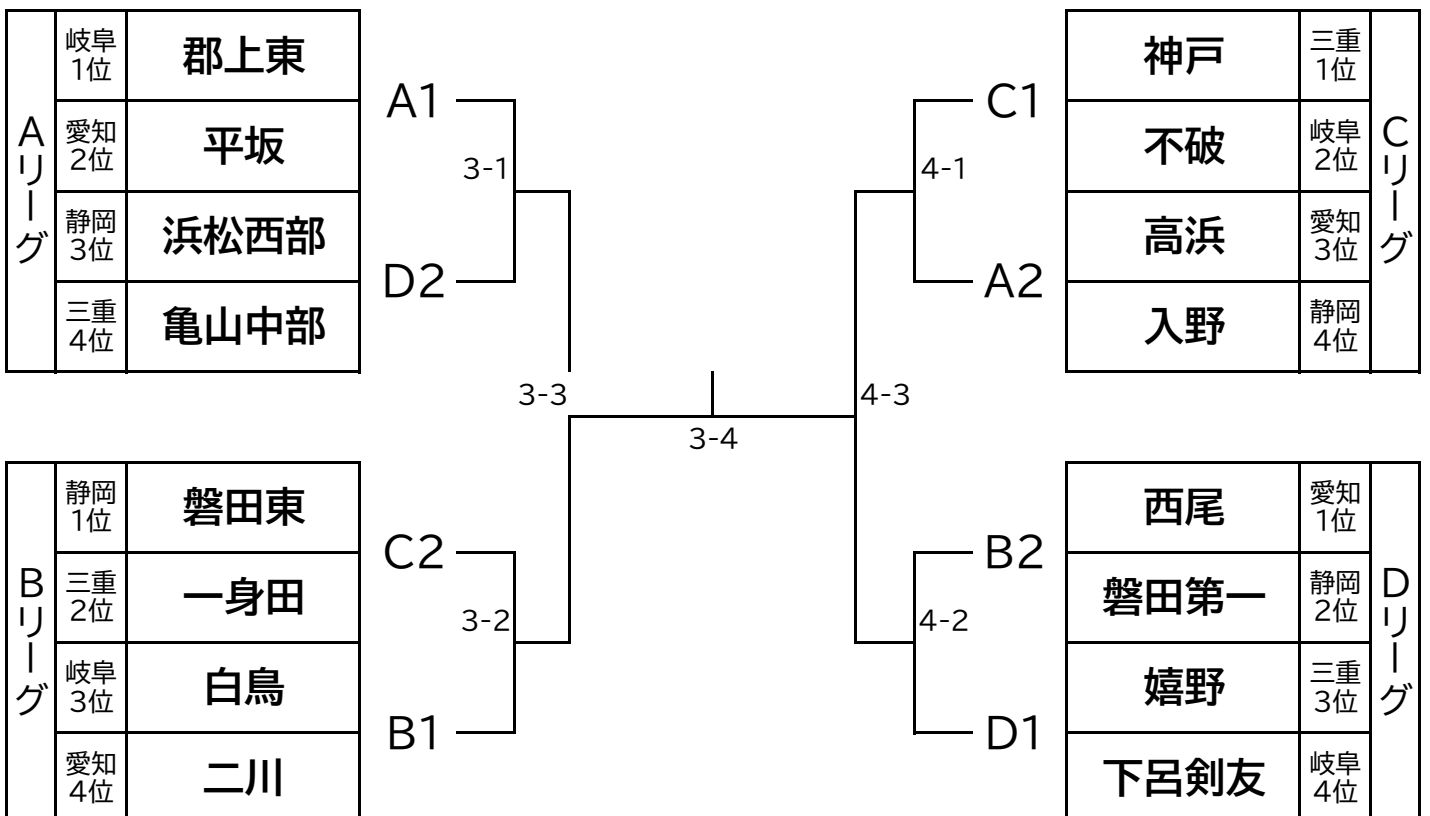 Aリーグ
岐阜
1位
郡上東
愛知
2位
平坂
静岡
3位
浜松西部
三重
4位
亀山中部
Bリーグ
静岡
1位
磐田東
三重
2位
一身田
岐阜
3位
白鳥
愛知
4位
二川
A1
3-1
D2
3-3
C2
3-2
B1
3-4
C1
4-1
A2
4-3
B2
4-2
D1
神戸
三重
1位
不破
岐阜
2位
高浜
愛知
3位
入野
静岡
4位
Cリーグ
西尾
愛知
1位
磐田第一
静岡
2位
嬉野
三重
3位
下呂剣友
岐阜
4位
Dリーグ